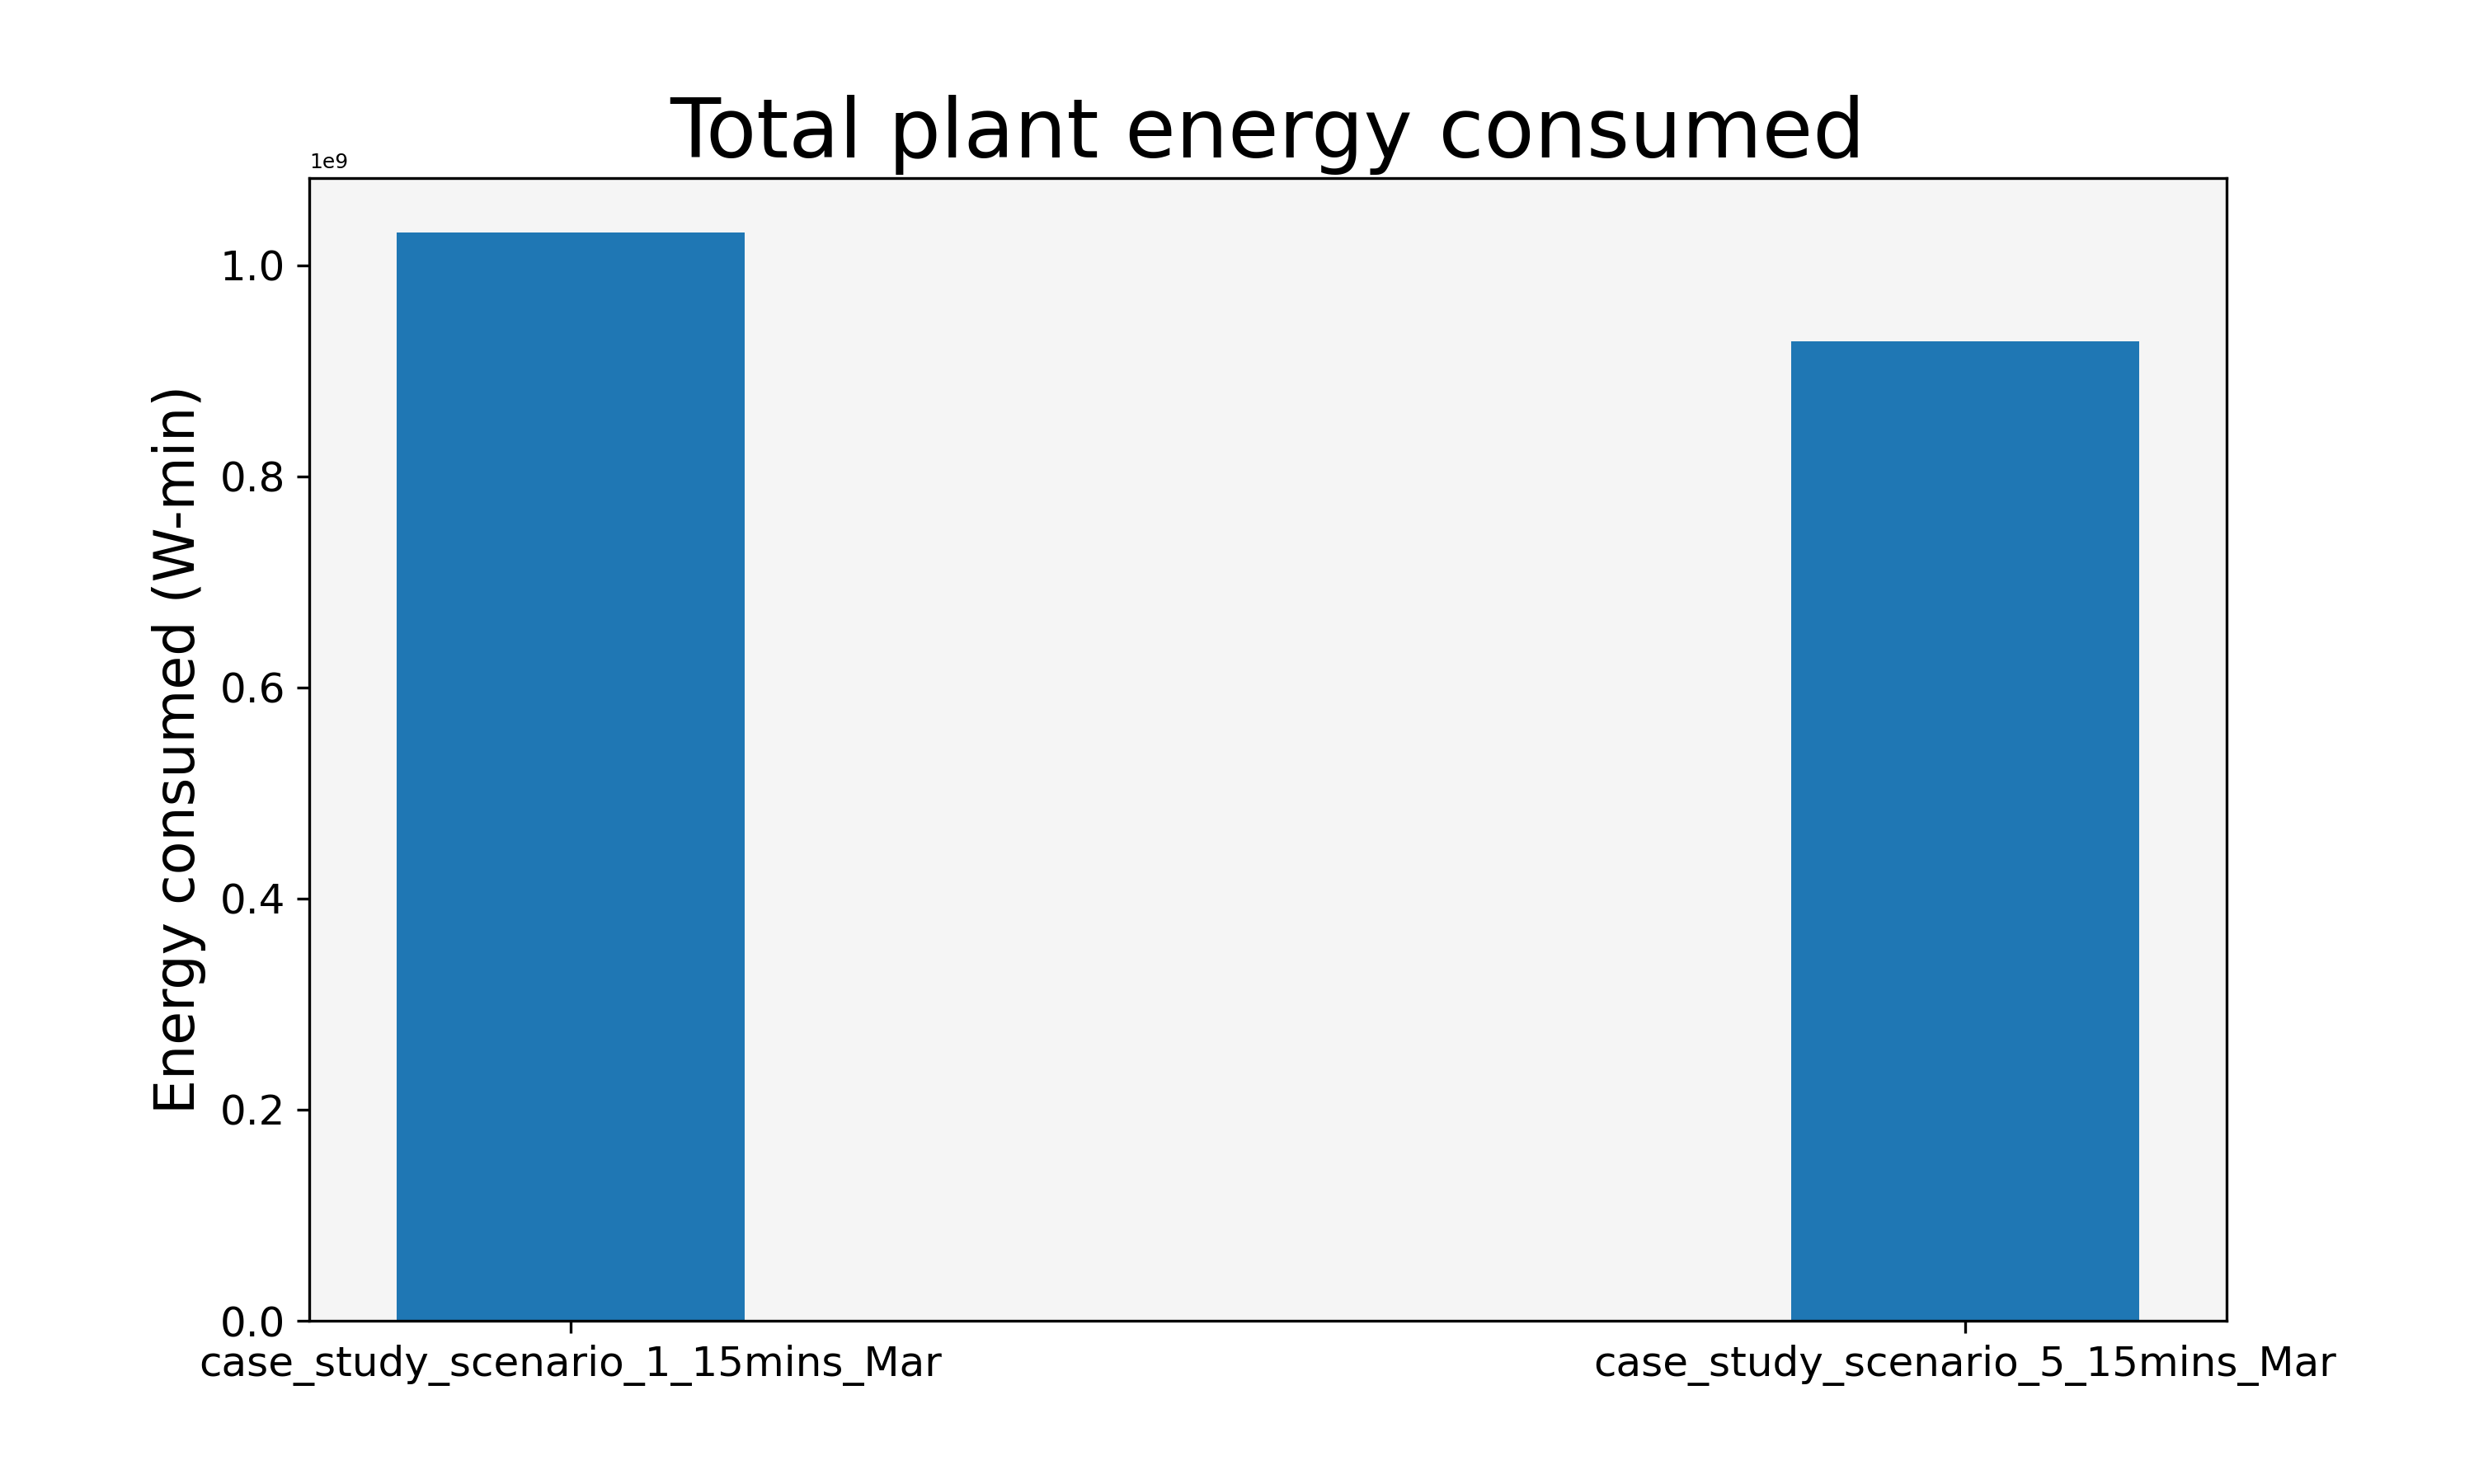 Total plant energy consumed
1e9
Energy consumed (W-min)
1.0
0.8
0.6
0.4
0.2
0.0
case_study_scenario_1_15mins_Mar
case_study_scenario_5_15mins_Mar